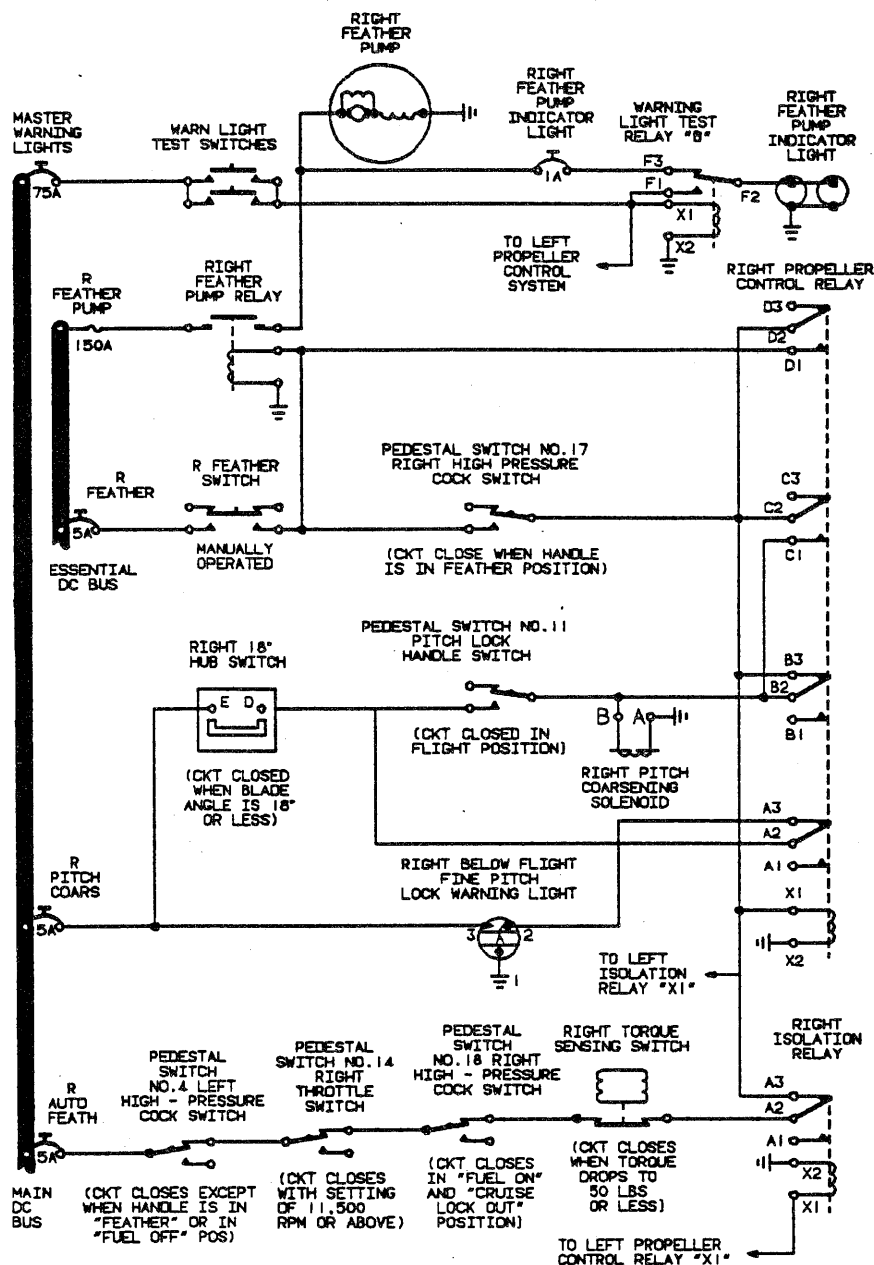 RIGHT
FEATHER
PUMP
MASTER
WARNING
LIGHTS
75A
WARN LIGHT
TEST SWITCHES
RIGHT
FEATHER
PUMP
INDICATOR
LIGHT
1A
WARNING
LIGHT TEST
RELAY "B"
F3
F1
X1
X2
F2
RIGHT
FEATHER
PUMP
INDICATOR
LIGHT
TO LEFT
PROPELLER
CONTROL
SYSTEM
RIGHT PROPELLER
CONTROL RELAY
D3
D2
D1
R
FEATHER
PUMP
150A
RIGHT
FEATHER
PUMP RELAY
R
FEATHER
5A
R FEATHER
SWITCH
MANUALLY
OPERATED
PEDESTAL SWITCH NO.17
RIGHT HIGH PRESSURE
COCK SWITCH
(CKT CLOSE WHEN HANDLE
IS IN FEATHER POSITION)
C3
C2
C1
ESSENTIAL
DC BUS
RIGHT 18°
HUB SWITCH
E D
(CKT CLOSED
WHEN BLADE
ANGLE IS 18°
OR LESS)
PEDESTAL SWITCH NO.11
PITCH LOCK
HANDLE SWITCH
(CKT CLOSED IN
FLIGHT POSITION)
B A
RIGHT PITCH
COARSENING
SOLENOID
B3
B2
B1
A3
A2
A1
X1
X2
R
PITCH
COARS
5A
RIGHT BELOW FLIGHT
FINE PITCH
LOCK WARNING LIGHT
3 A 2
1
TO LEFT
ISOLATION
RELAY "X1"
R
AUTO
FEATH
5A
PEDESTAL
SWITCH
NO.4 LEFT
HIGH - PRESSURE
COCK SWITCH
(CKT CLOSES EXCEPT
WHEN HANDLE IS IN
"FEATHER" OR IN
"FUEL OFF" POS)
PEDESTAL
SWITCH NO.14
RIGHT
THROTTLE
SWITCH
(CKT CLOSES
WITH SETTING
OF 11,500
RPM OR ABOVE)
PEDESTAL
SWITCH
NO.18 RIGHT
HIGH - PRESSURE
COCK SWITCH
(CKT CLOSES
IN "FUEL ON"
AND "CRUISE
LOCK OUT"
POSITION)
RIGHT TORQUE
SENSING SWITCH
(CKT CLOSES
WHEN TORQUE
DROPS TO
50 LBS
OR LESS)
RIGHT
ISOLATION
RELAY
A3
A2
A1
X2
X1
MAIN
DC
BUS
TO LEFT PROPELLER
CONTROL RELAY "X1"